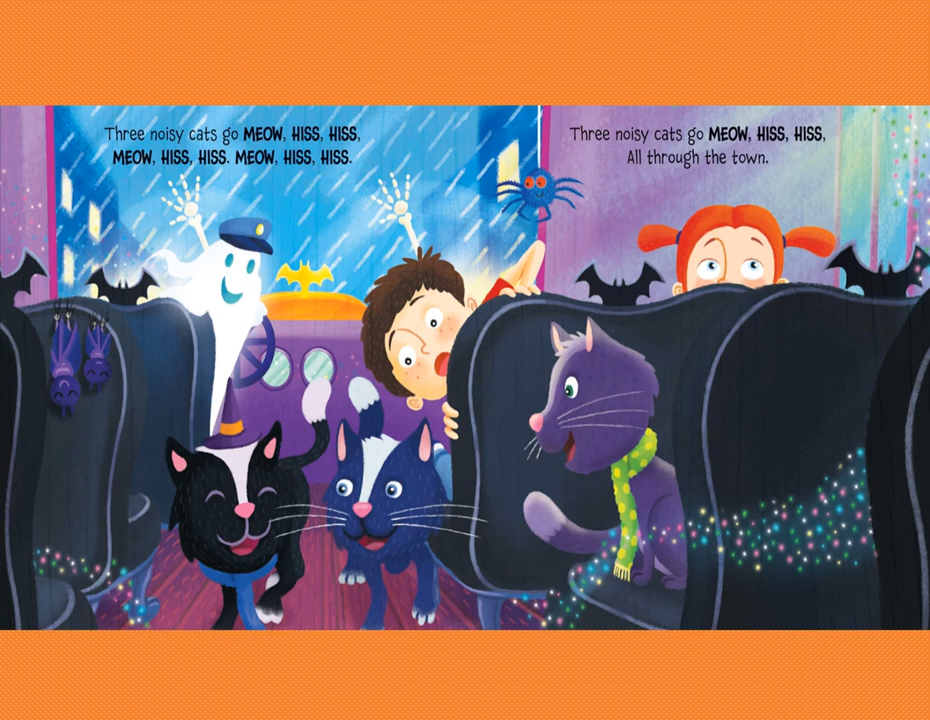 Three noisy cats go MEOW, HISS, HISS,
MEOW, HISS, HISS. MEOW, HISS, HISS.
Three noisy cats go MEOW, HISS, HISS,
All through the town.